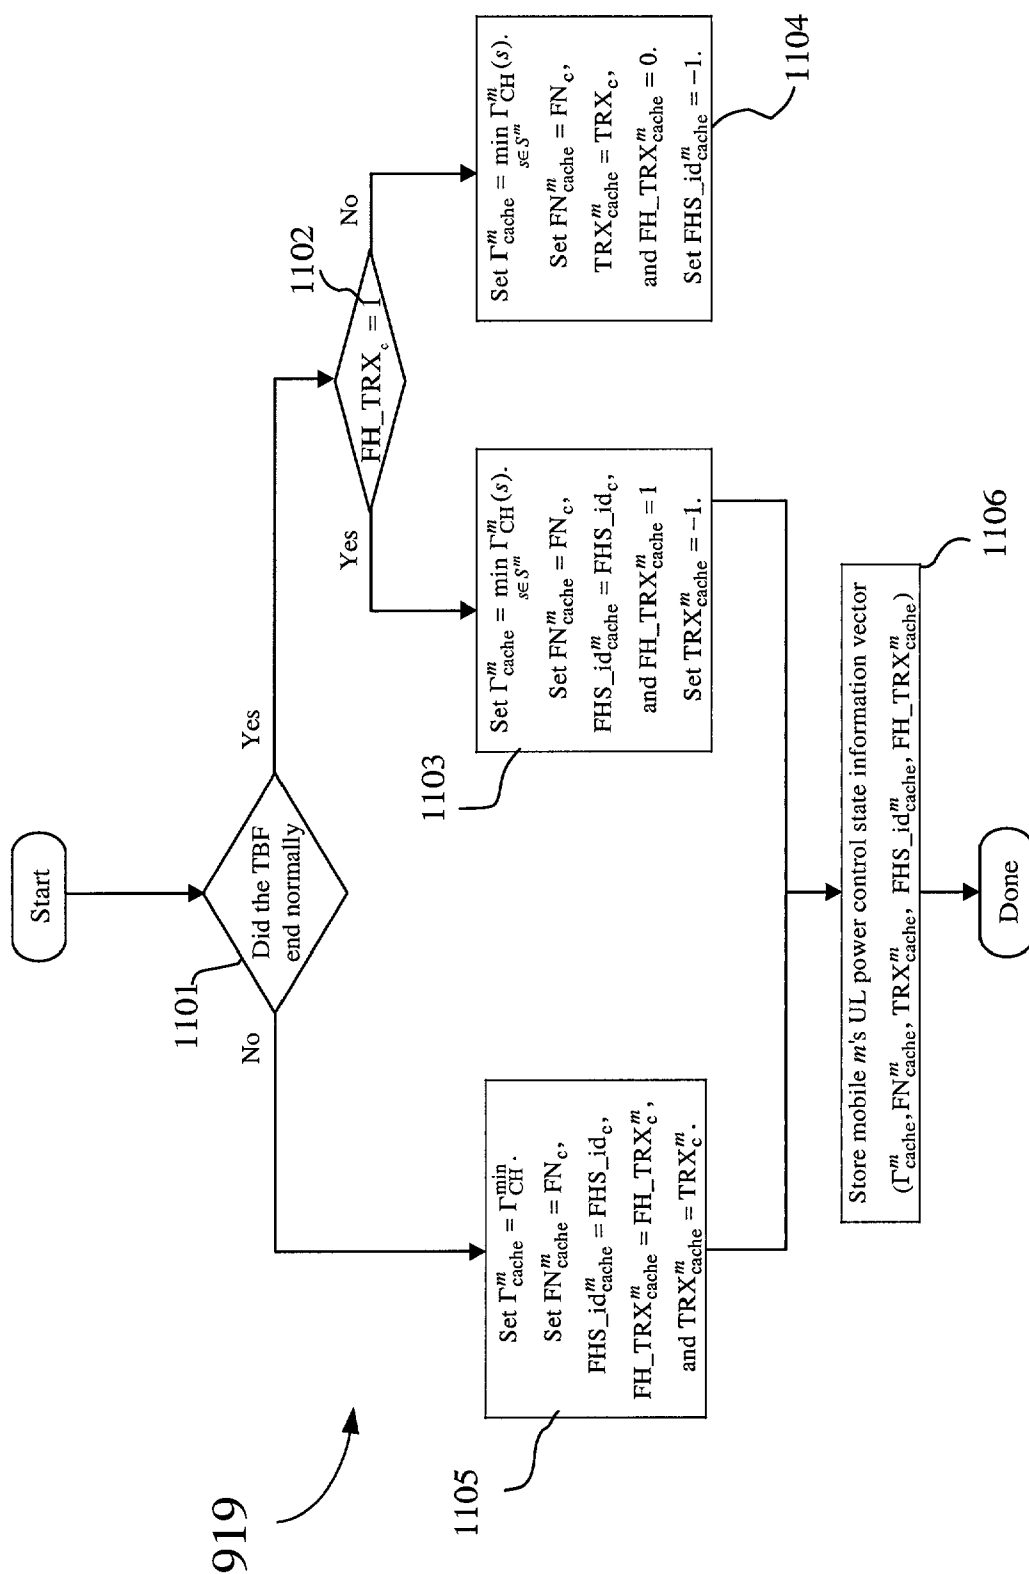 919
Start
1101
Did the TBF
end normally
No
Yes
1102
FH_TRX_c = 1
Yes
No
1105
Set Γ^m_cache = Γ^min_CH.
Set FN^m_cache = FN_c,
FHS_id^m_cache = FHS_id_c,
FH_TRX^m_cache = FH_TRX^m_c,
and TRX^m_cache = TRX^m_c.
1103
Set Γ^m_cache = min_{s∈S^m} Γ^m_CH(s).
Set FN^m_cache = FN_c,
FHS_id^m_cache = FHS_id_c,
and FH_TRX^m_cache = 1
Set TRX^m_cache = −1.
1104
Set Γ^m_cache = min_{s∈S^m} Γ^m_CH(s).
Set FN^m_cache = FN_c,
TRX^m_cache = TRX_c,
and FH_TRX^m_cache = 0.
Set FHS_id^m_cache = −1.
1106
Store mobile m's UL power control state information vector
(Γ^m_cache, FN^m_cache, TRX^m_cache, FHS_id^m_cache, FH_TRX^m_cache)
Done